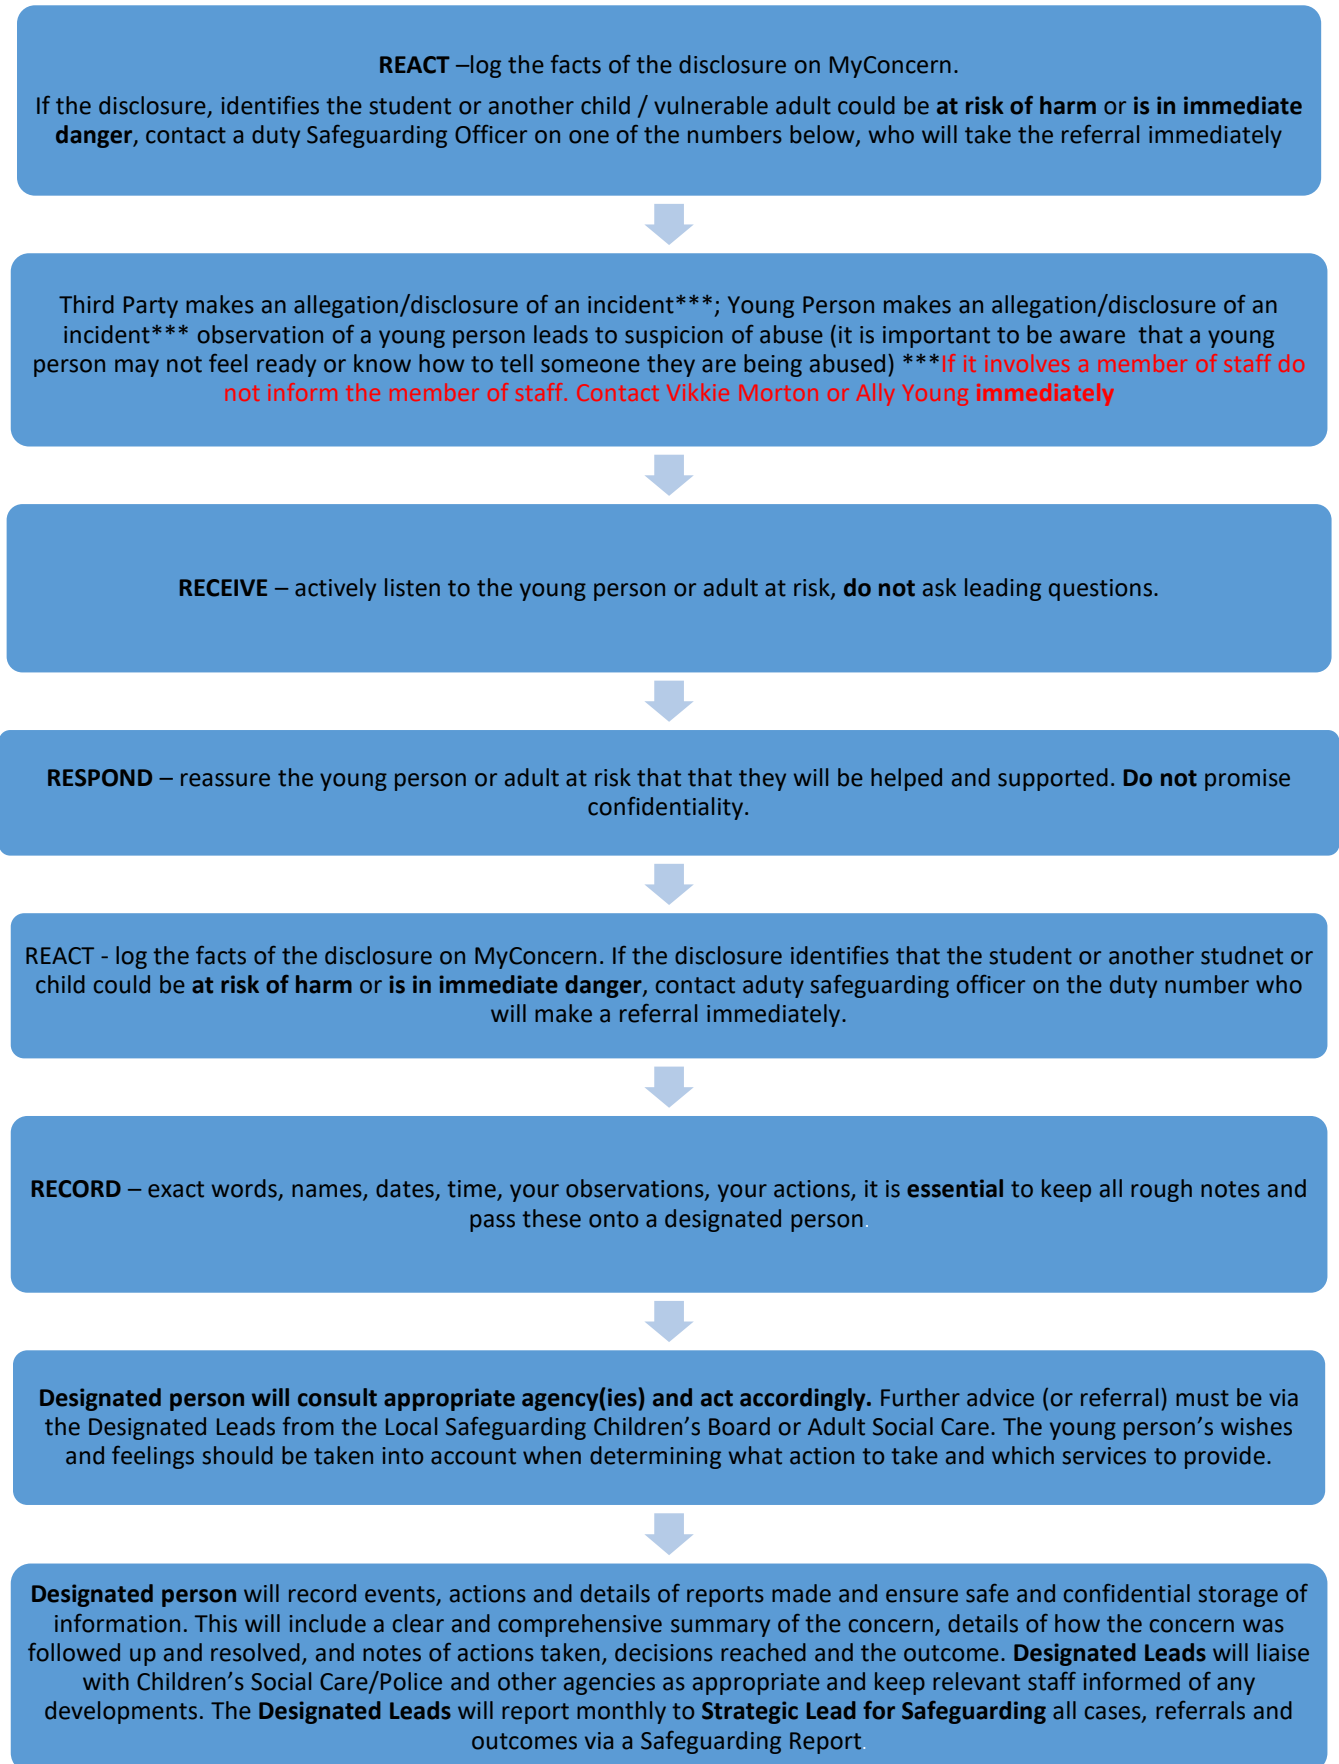 REACT –log the facts of the disclosure on MyConcern.
If the disclosure, identifies the student or another child / vulnerable adult could be at risk of harm or is in immediate
danger, contact a duty Safeguarding Officer on one of the numbers below, who will take the referral immediately
Third Party makes an allegation/disclosure of an incident***; Young Person makes an allegation/disclosure of an
incident*** observation of a young person leads to suspicion of abuse (it is important to be aware that a young
person may not feel ready or know how to tell someone they are being abused) ***If it involves a member of staff do
not inform the member of staff. Contact Vikkie Morton or Ally Young immediately
RECEIVE – actively listen to the young person or adult at risk, do not ask leading questions.
RESPOND – reassure the young person or adult at risk that that they will be helped and supported. Do not promise
confidentiality.
REACT - log the facts of the disclosure on MyConcern. If the disclosure identifies that the student or another studnet or
child could be at risk of harm or is in immediate danger, contact aduty safeguarding officer on the duty number who
will make a referral immediately.
RECORD – exact words, names, dates, time, your observations, your actions, it is essential to keep all rough notes and
pass these onto a designated person.
Designated person will consult appropriate agency(ies) and act accordingly. Further advice (or referral) must be via
the Designated Leads from the Local Safeguarding Children’s Board or Adult Social Care. The young person’s wishes
and feelings should be taken into account when determining what action to take and which services to provide.
Designated person will record events, actions and details of reports made and ensure safe and confidential storage of
information. This will include a clear and comprehensive summary of the concern, details of how the concern was
followed up and resolved, and notes of actions taken, decisions reached and the outcome. Designated Leads will liaise
with Children’s Social Care/Police and other agencies as appropriate and keep relevant staff informed of any
developments. The Designated Leads will report monthly to Strategic Lead for Safeguarding all cases, referrals and
outcomes via a Safeguarding Report.